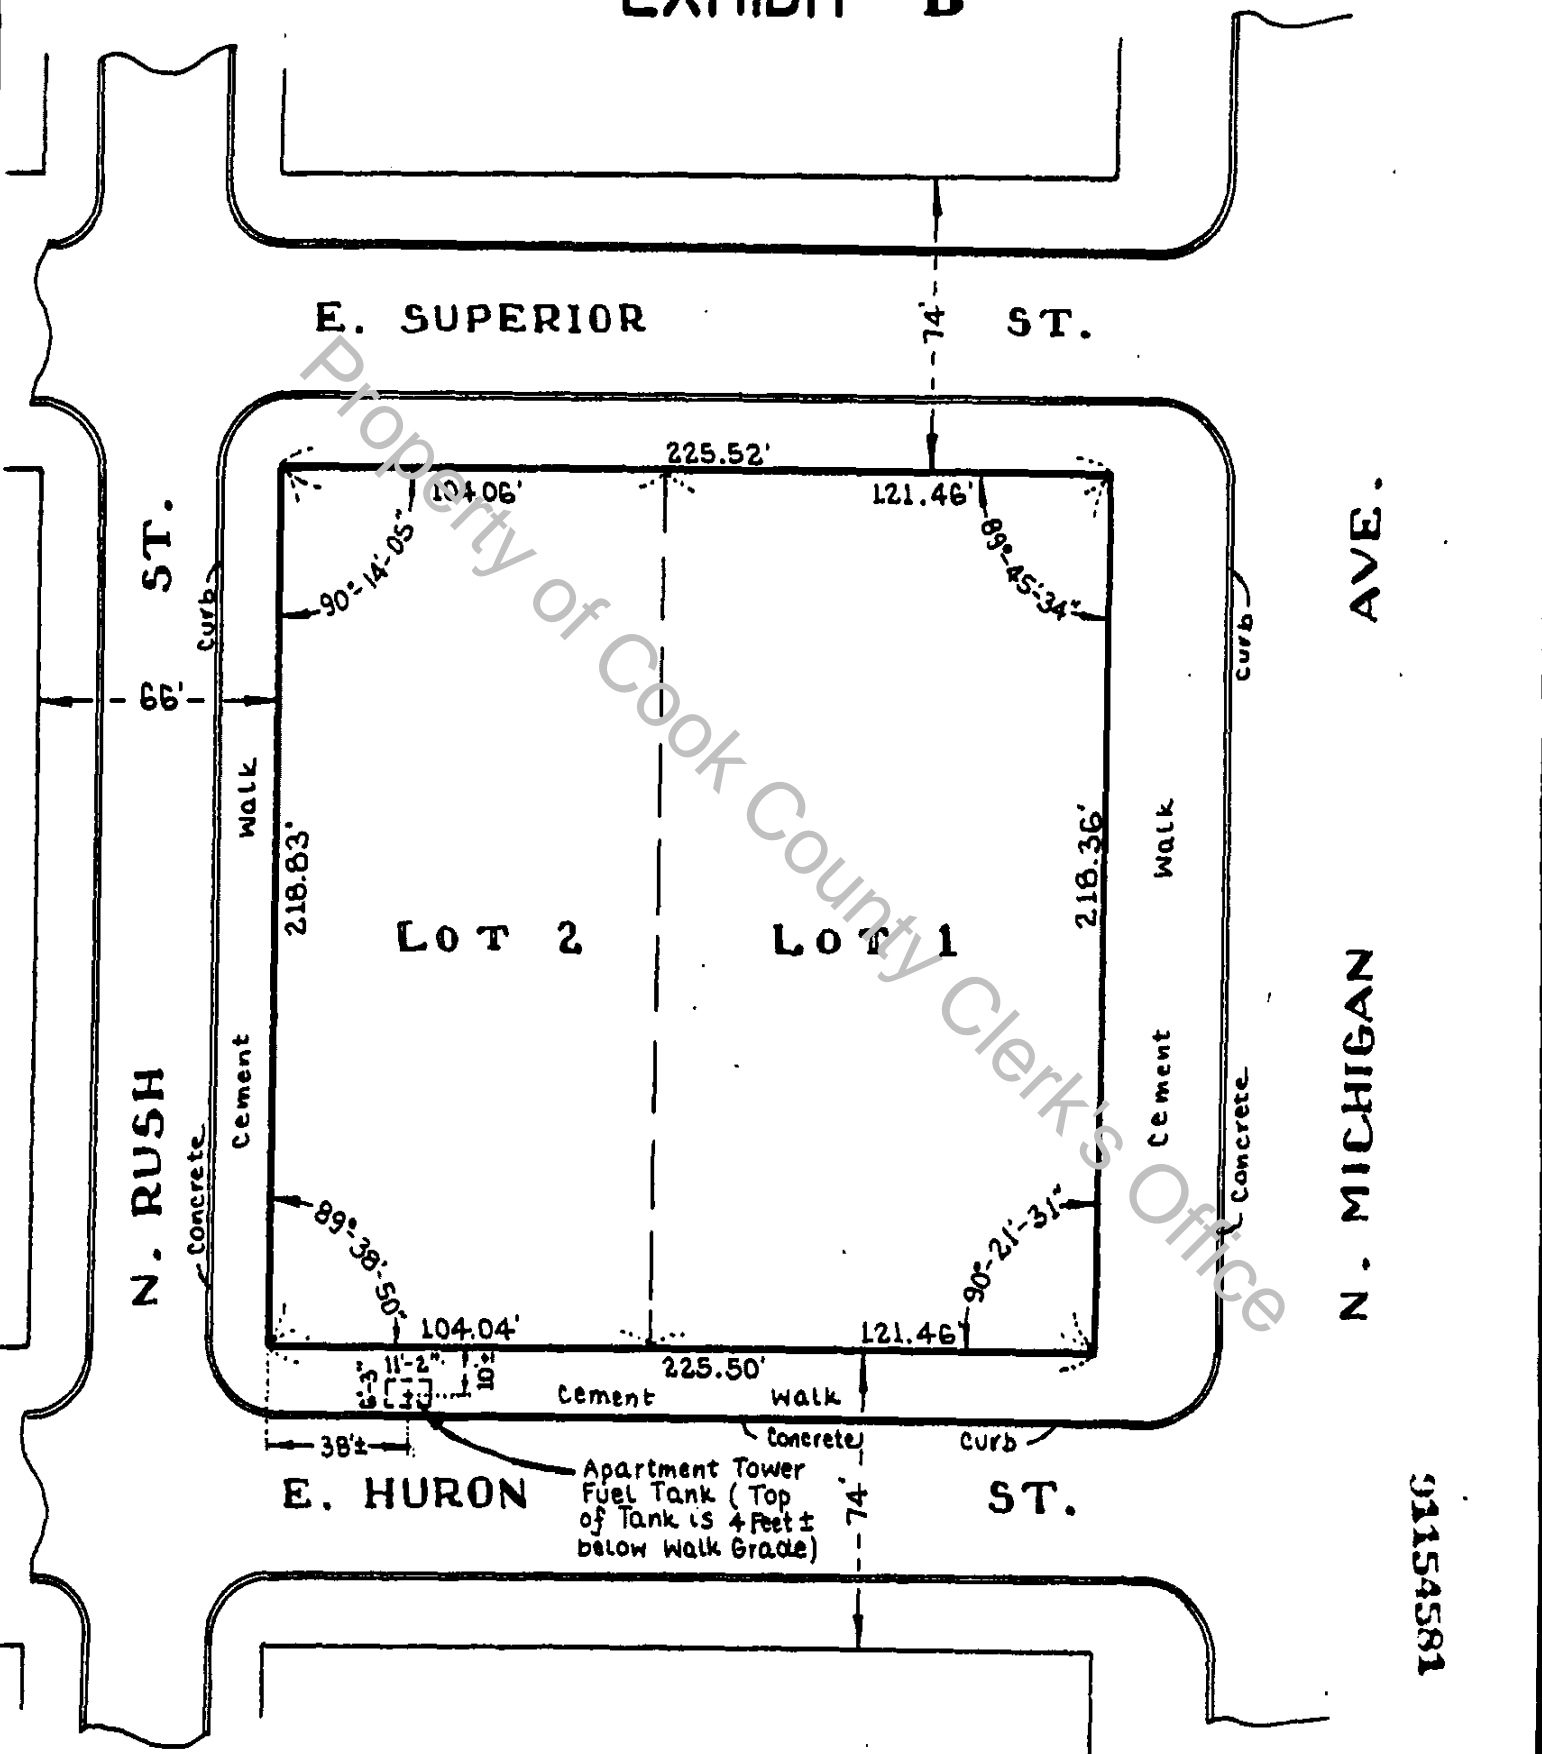 EXHIBIT B
E. SUPERIOR ST.
74'
225.52'
104.06'
121.46'
90°-14'-05"
89°-45'-34"
N. RUSH ST.
66'
Curb
Concrete
Cement Walk
218.83'
LOT 2
LOT 1
218.36'
Cement Walk
Curb
Concrete
N. MICHIGAN AVE.
89°-38'-50"
90°-21'-31"
104.04'
121.46'
225.50'
11'-2"
10'±
Cement Walk
Concrete Curb
38'±
E. HURON ST.
74'
Apartment Tower
Fuel Tank (Top
of Tank is 4 Feet ±
below Walk Grade)
91154581
Property of Cook County Clerk's Office